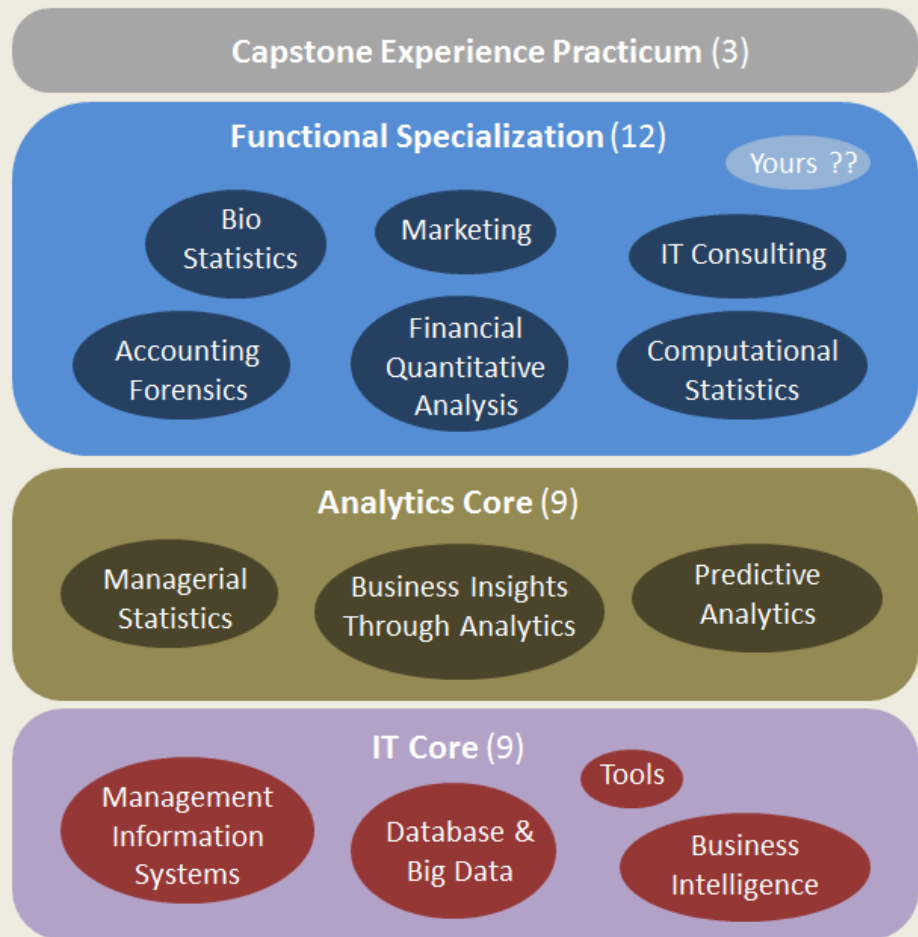 Capstone Experience Practicum (3)
Functional Specialization (12)
Yours ??
Bio
Statistics
Marketing
IT Consulting
Accounting
Forensics
Financial
Quantitative
Analysis
Computational
Statistics
Analytics Core (9)
Managerial
Statistics
Business Insights
Through Analytics
Predictive
Analytics
IT Core (9)
Management
Information
Systems
Database &
Big Data
Tools
Business
Intelligence